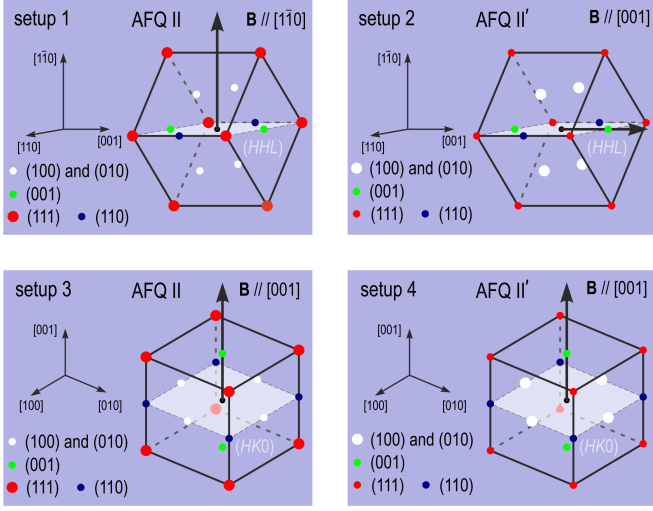 setup 1 AFQ II B // [11̅0]
[11̅0]
[110]
[001]
(HHL)
(100) and (010)
(001)
(111) (110)
setup 2 AFQ II′ B // [001]
[11̅0]
[110]
[001]
(HHL)
(100) and (010)
(001)
(111) (110)
setup 3 AFQ II B // [001]
[001]
[100]
[010]
(HK0)
(100) and (010)
(001)
(111) (110)
setup 4 AFQ II′ B // [001]
[001]
[100]
[010]
(HK0)
(100) and (010)
(001)
(111) (110)